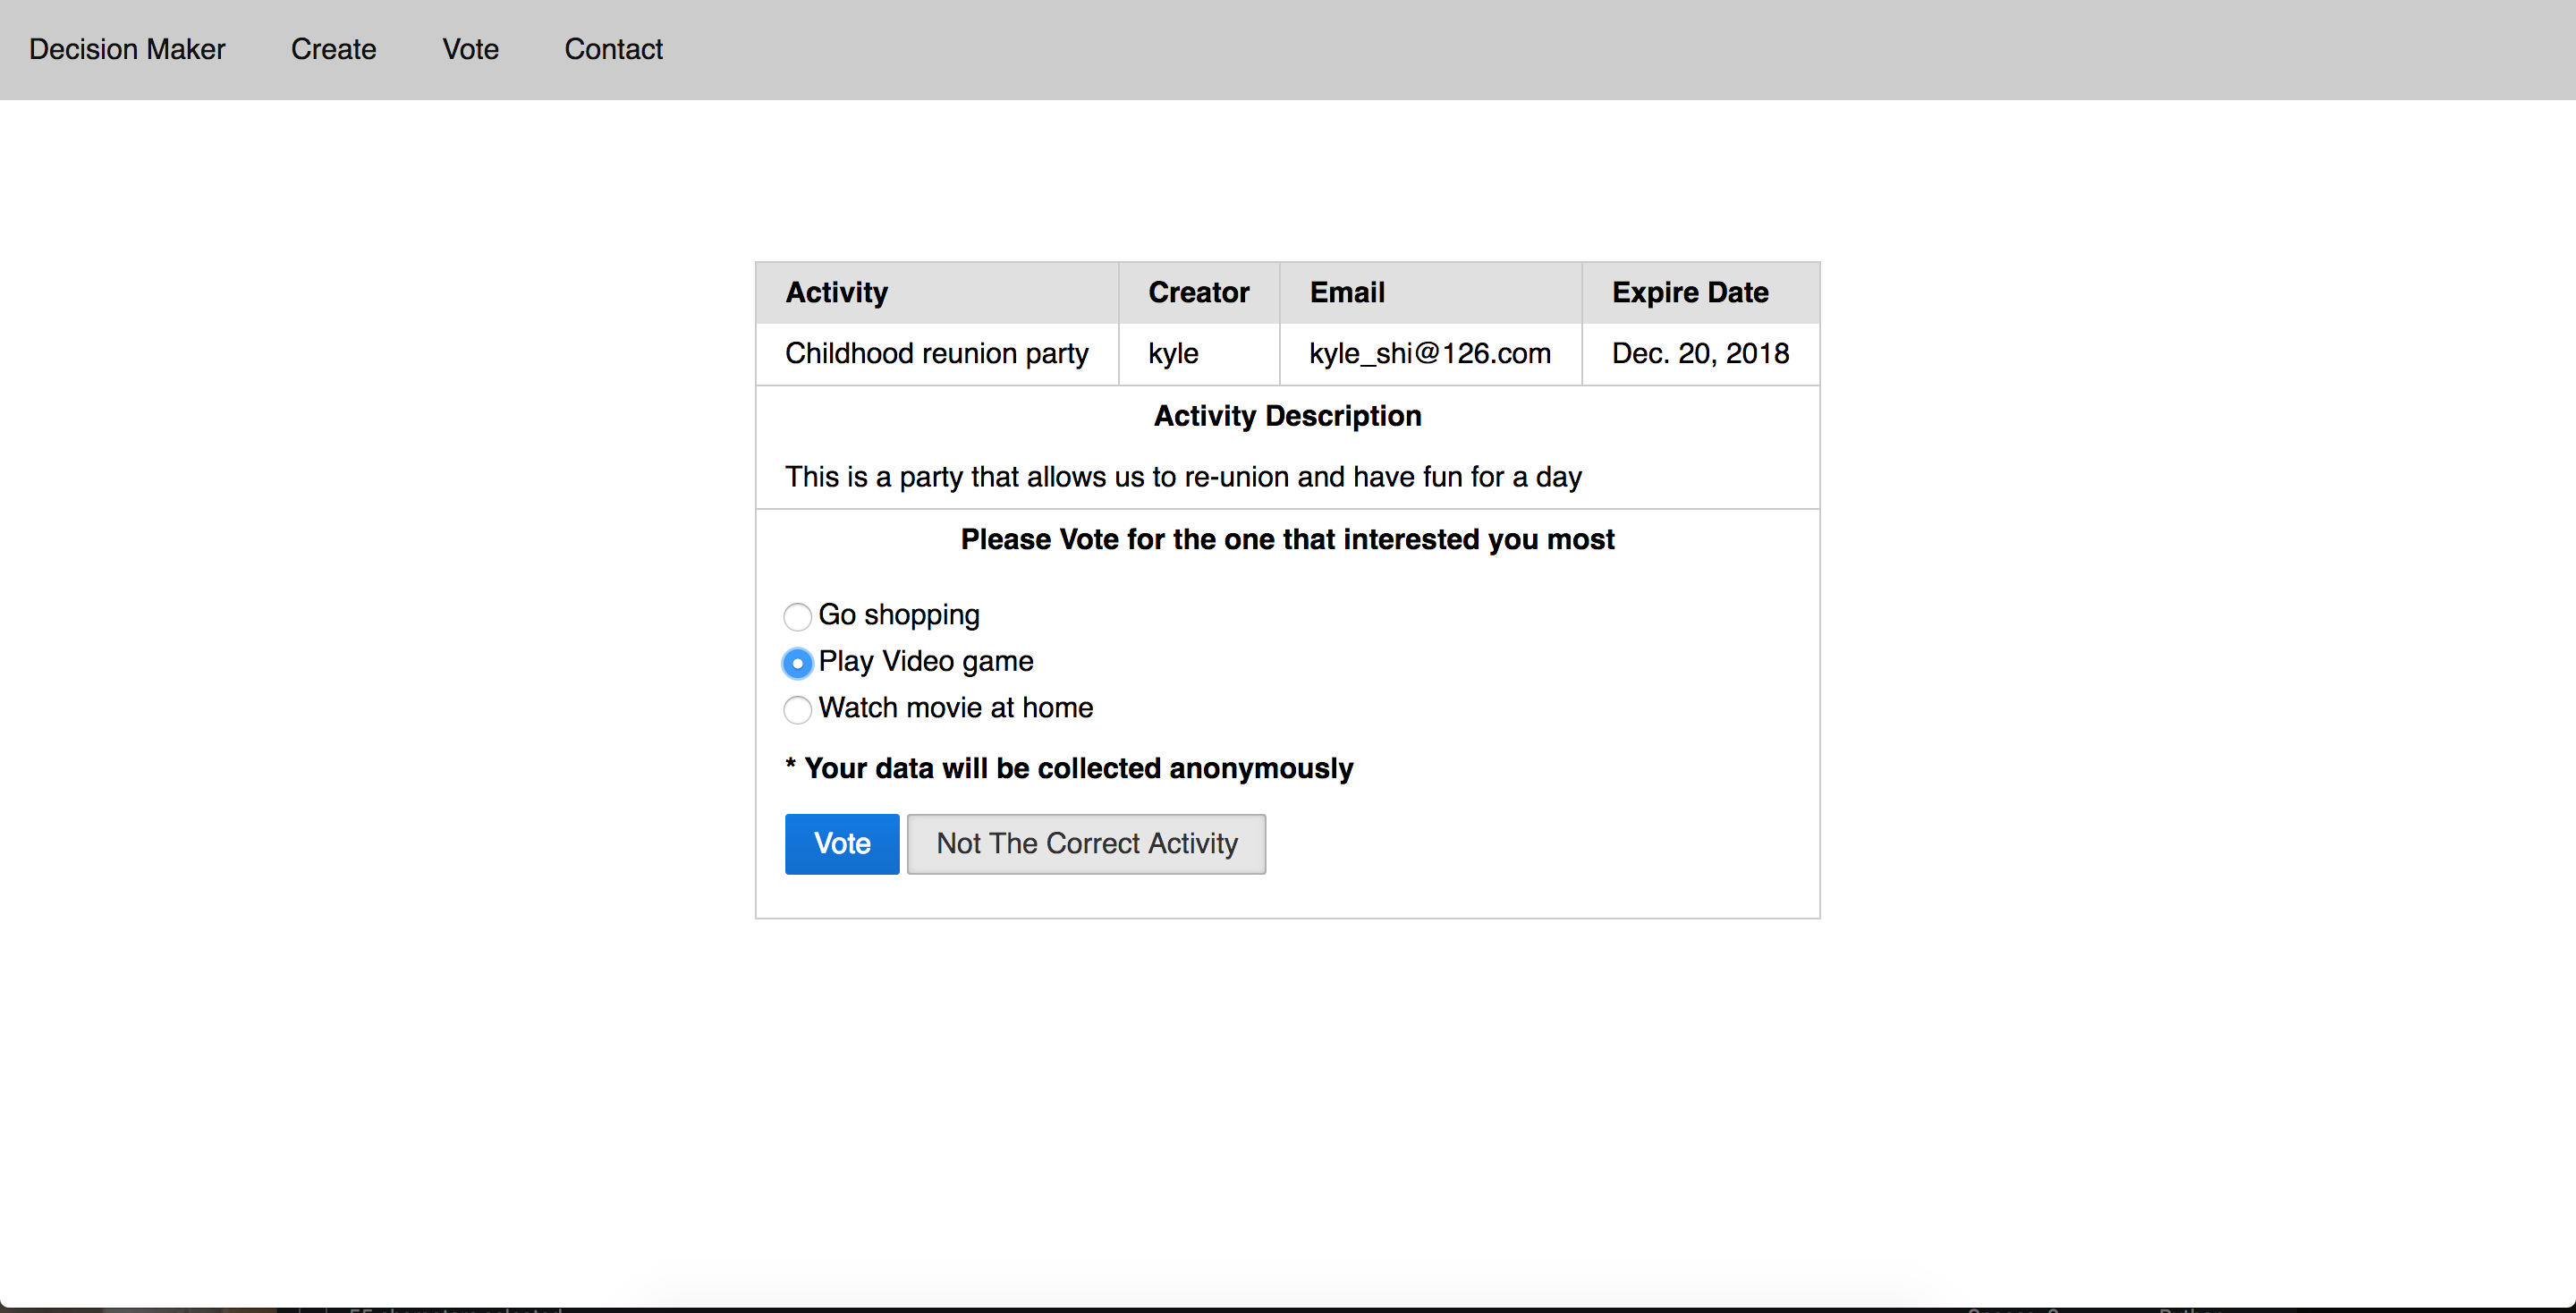 Decision Maker Create Vote Contact
Activity Creator Email Expire Date
Childhood reunion party kyle kyle_shi@126.com Dec. 20, 2018
Activity Description
This is a party that allows us to re-union and have fun for a day
Please Vote for the one that interested you most
Go shopping
Play Video game
Watch movie at home
* Your data will be collected anonymously
Vote Not The Correct Activity